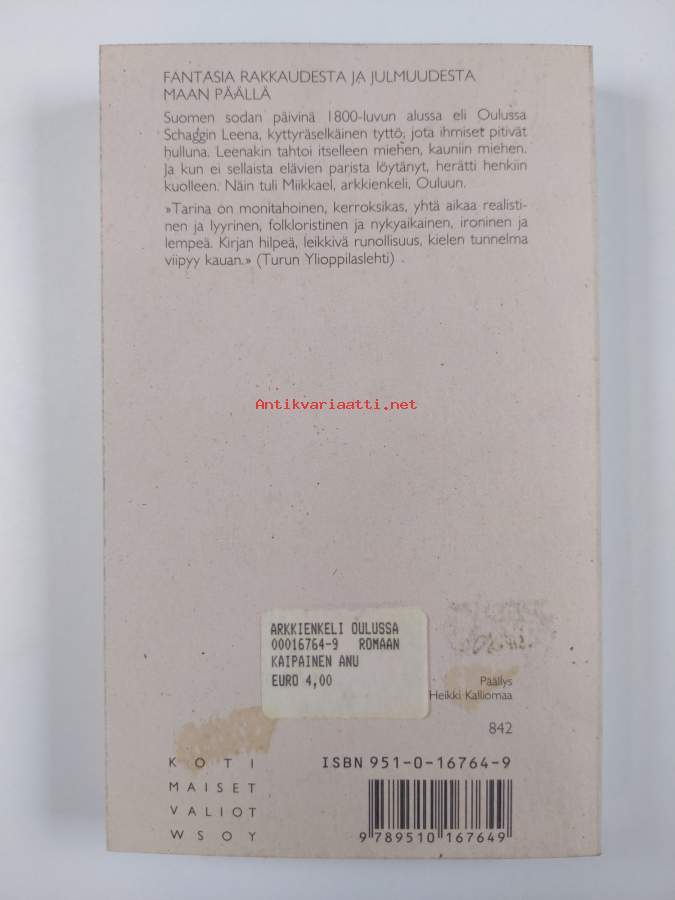 FANTASIA RAKKAUDESTA JA JULMUUDESTA
MAAN PÄÄLLÄ
Suomen sodan päivinä 1800-luvun alussa eli Oulussa
Schaggin Leena, kyttyräselkäinen tyttö, jota ihmiset pitivät
hulluna. Leenakin tahtoi itselleen miehen, kauniin miehen.
Ja kun ei sellaista elävien parista löytänyt, herätti henkiin
kuolleen. Näin tuli Miikkael, arkkienkeli, Ouluun.
»Tarina on monitahoinen, kerroksikas, yhtä aikaa realisti-
nen ja lyyrinen, folkloristinen ja nykyaikainen, ironinen ja
lempeä. Kirjan hilpeä, leikkivä runollisuus, kielen tunnelma
viipyy kauan.» (Turun Ylioppilaslehti)
Antikvariaatti.net
ARKKIENKELI OULUSSA
00016764-9 ROMAAN
KAIPAINEN ANU
EURO 4,00
Päällys
Heikki Kalliomaa
842
KOTI
MAISET
VALIOT
WSOY
ISBN 951-0-16764-9
9 789510 167649